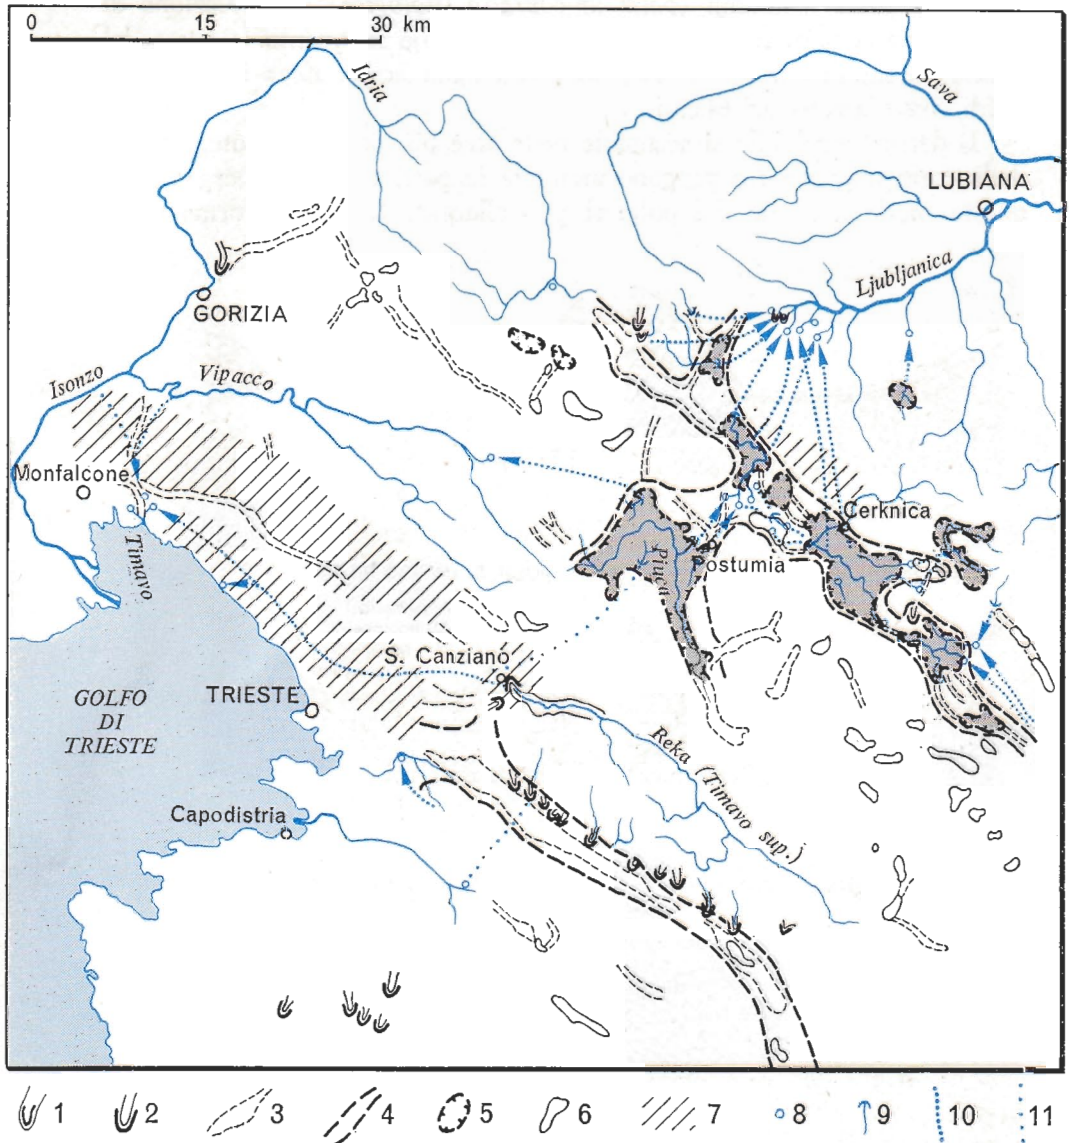 0 15 30 km
Idria
Sava
LUBIANA
Ljubljanica
GORIZIA
Isonzo
Vipacco
Monfalcone
Cerknica
Timavo
Piuca
Postumia
S. Canziano
GOLFO
DI
TRIESTE
TRIESTE
Reka (Timavo sup.)
Capodistria
1 2 3 4 5 6 7 8 9 10 11